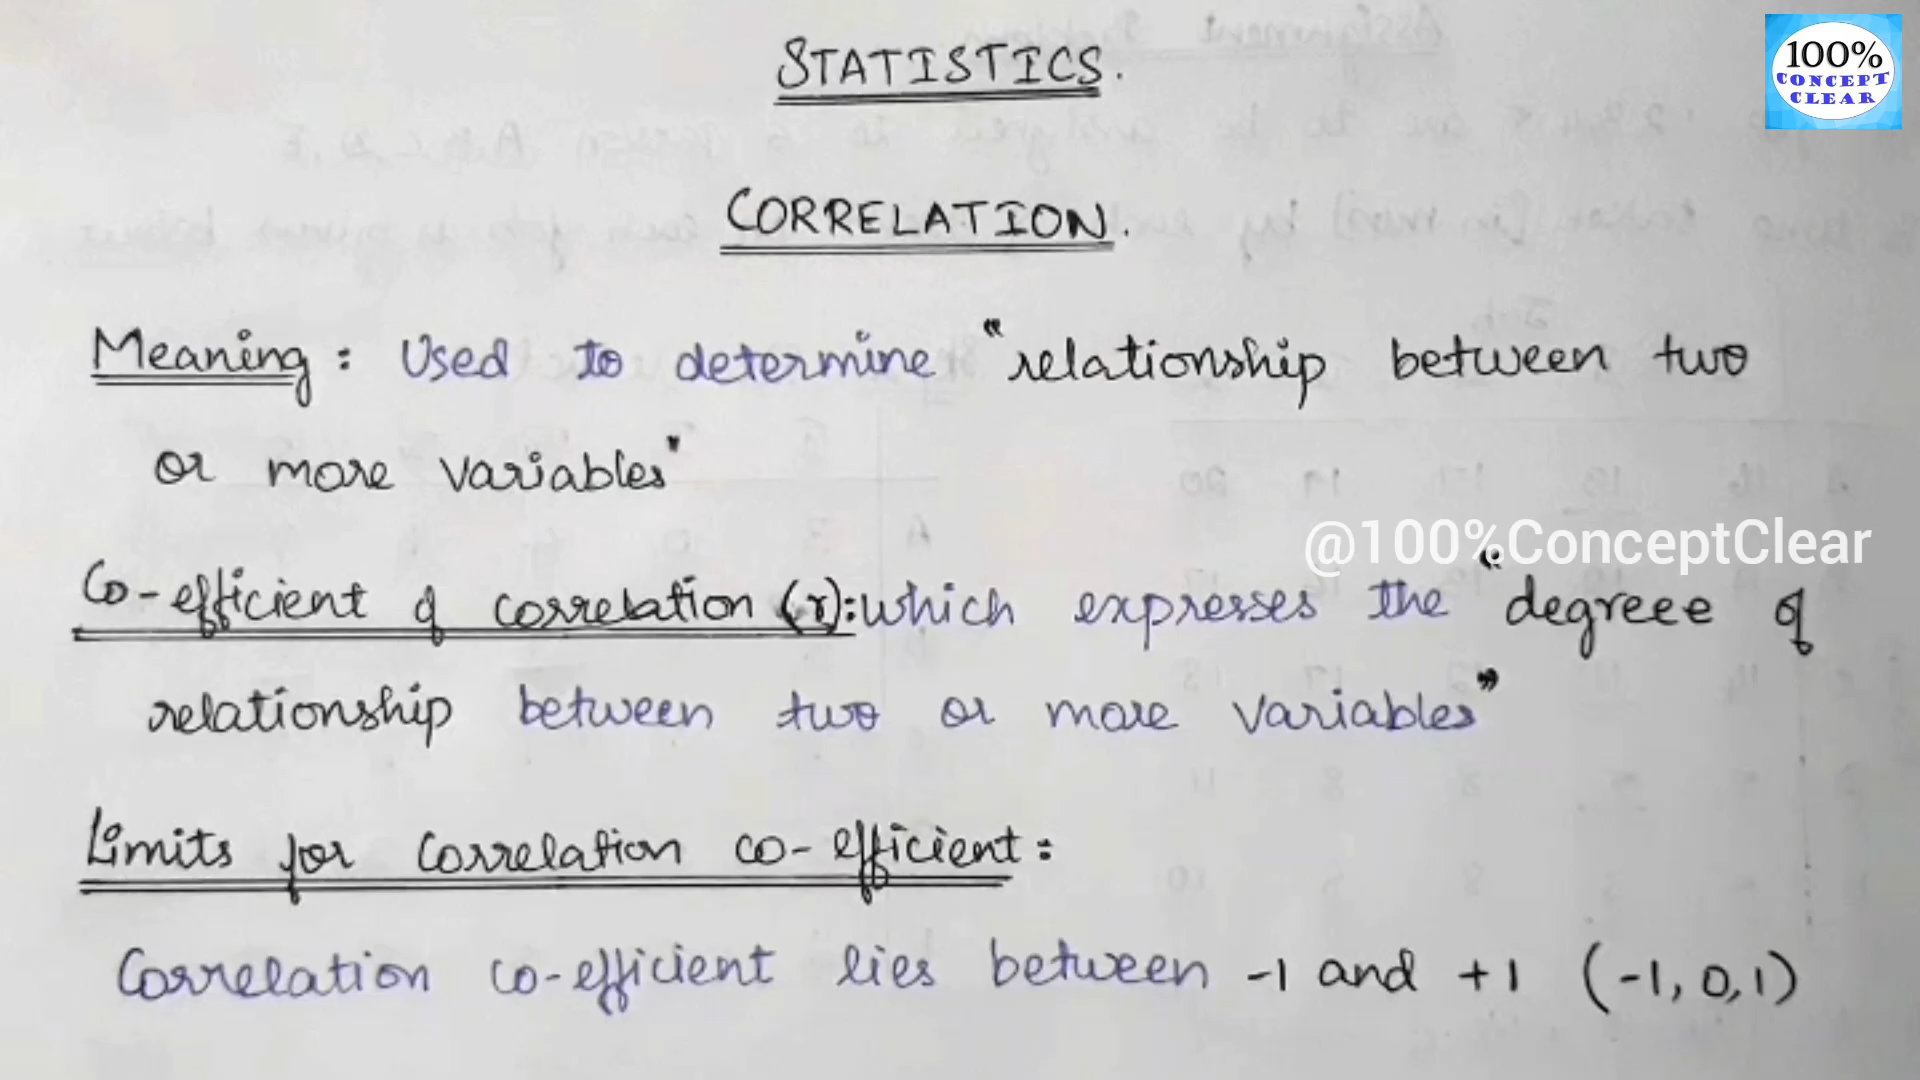 STATISTICS.
100%
CONCEPT
CLEAR
CORRELATION.
Meaning: Used to determine "relationship between two
or more variables"
@100%ConceptClear
Co-efficient of correlation (r): which expresses the "degreee of
relationship between two or more variables"
Limits for Correlation co-efficient:
Correlation co-efficient lies between -1 and +1 (-1, 0, 1)